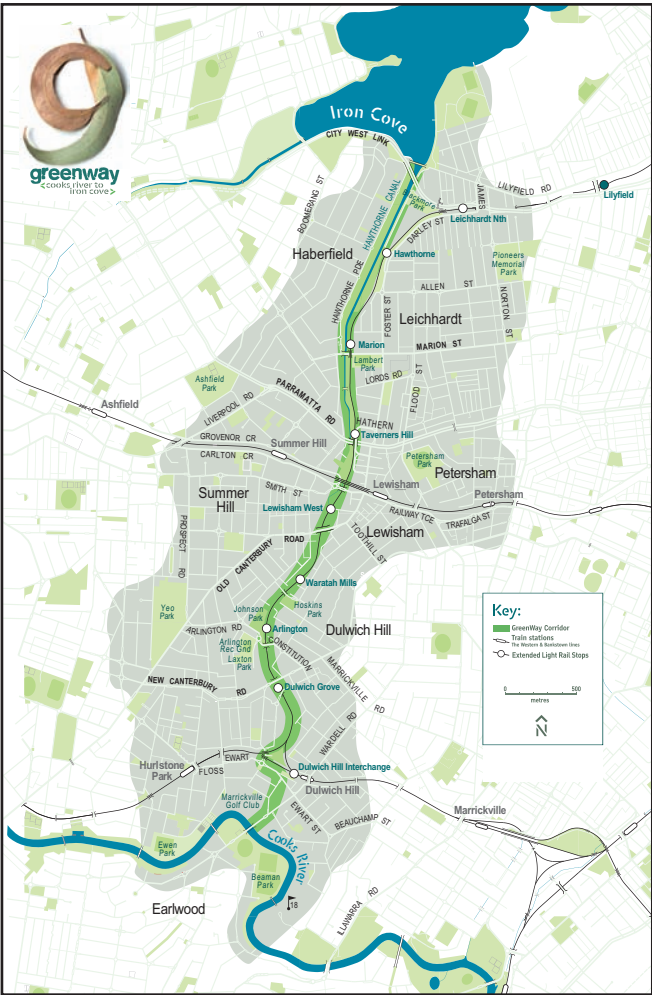 greenway
<cooks river to
iron cove>
Iron Cove
CITY WEST LINK
BOOMERANG ST
HAWTHORNE CANAL
Blackmore
Park
JAMES
LILYFIELD RD
Lilyfield
Leichhardt Nth
DARLEY ST
Hawthorne
Haberfield
HAWTHORNE PDE
Pioneers
Memorial
Park
ALLEN ST
FOSTER ST
NORTON ST
Leichhardt
Marion
MARION ST
Lambert
Park
LORDS RD
FLOOD ST
Ashfield
Park
PARRAMATTA RD
Ashfield
LIVERPOOL RD
HATHERN
Taverners Hill
GROVENOR CR
Summer Hill
CARLTON CR
Petersham
Park
Petersham
Lewisham
Petersham
SMITH ST
Summer
Hill
Lewisham West
RAILWAY TCE
TRAFALGA ST
Lewisham
TOOTHILL ST
PROSPECT RD
OLD CANTERBURY ROAD
Waratah Mills
Yeo
Park
Johnson
Park
Hoskins
Park
ARLINGTON RD
Arlington
Dulwich Hill
Arlington
Rec Gnd
Laxton
Park
CONSTITUTION
MARRICKVILLE RD
NEW CANTERBURY RD
Dulwich Grove
WARDELL RD
EWART
Hurlstone
Park
FLOSS
Dulwich Hill Interchange
Dulwich Hill
Marrickville
Golf Club
EWART ST
BEAUCHAMP ST
Marrickville
Cooks River
Ewen
Park
Beaman
Park
18
Earlwood
ILLAWARRA RD
Key:
GreenWay Corridor
Train stations
The Western & Bankstown lines
Extended Light Rail Stops
0 500
metres
N